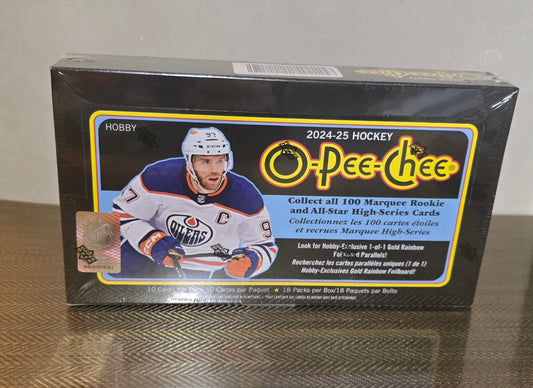 HOBBY
2024-25 HOCKEY
O-Pee-Chee
Collect all 100 Marquee Rookie
and All-Star High-Series Cards
Collectionnez les 100 cartes étoiles
et recrues Marquee High-Series
Look for Hobby-Exclusive 1-of-1 Gold Rainbow
Parallels!
Recherchez les cartes parallèles uniques (1 de 1)
Hobby-Exclusives Gold Rainbow Foilboard!
97
97
C
OILERS
NHL
10 Cards per Pack/10 Cartes par Paquet ★ 18 Packs per Box/18 Paquets par Boîte